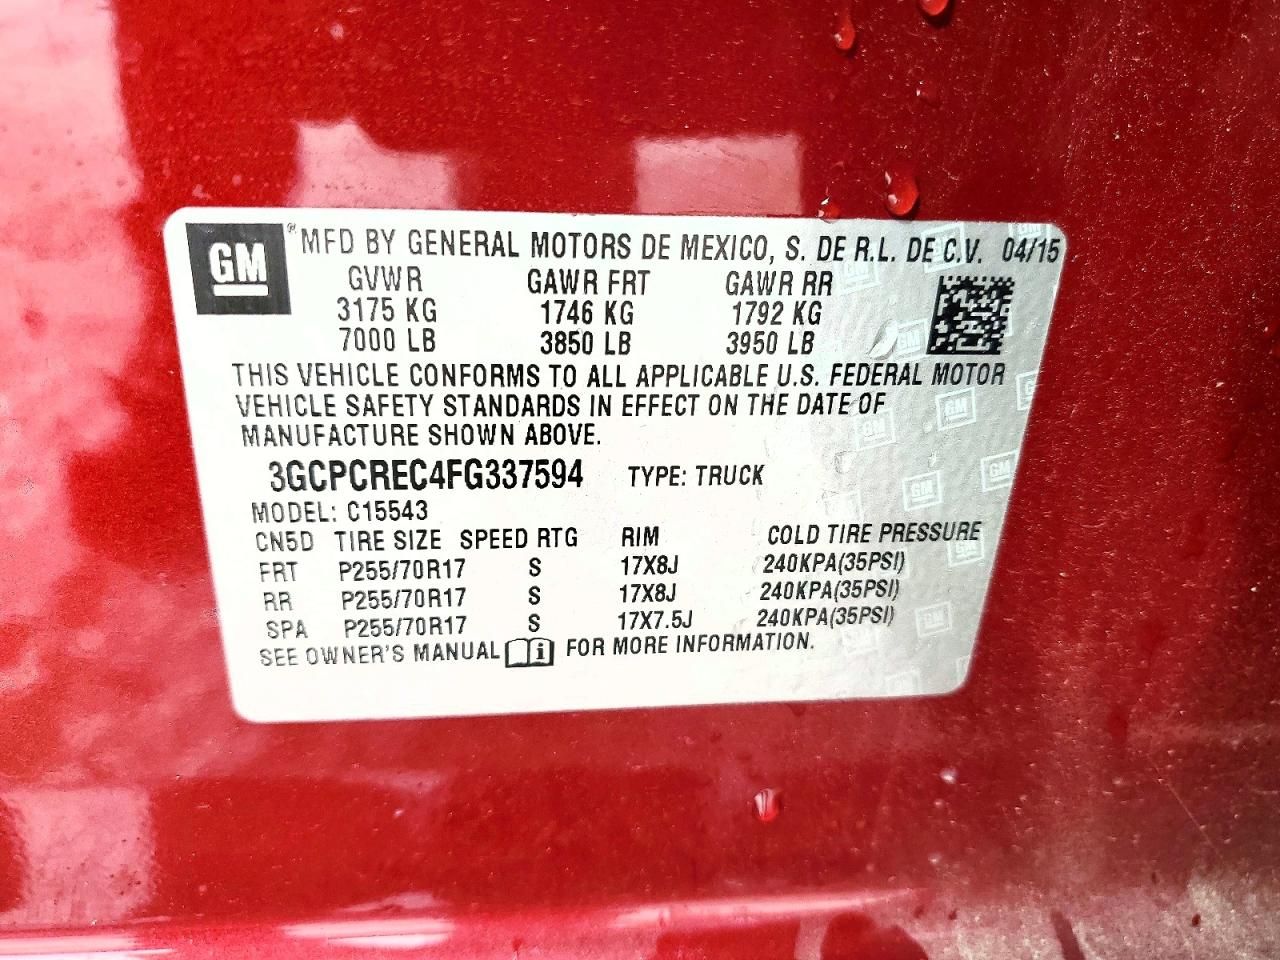 GM ® MFD BY GENERAL MOTORS DE MEXICO, S. DE R.L. DE C.V. 04/15
GVWR GAWR FRT GAWR RR
3175 KG 1746 KG 1792 KG
7000 LB 3850 LB 3950 LB
THIS VEHICLE CONFORMS TO ALL APPLICABLE U.S. FEDERAL MOTOR
VEHICLE SAFETY STANDARDS IN EFFECT ON THE DATE OF
MANUFACTURE SHOWN ABOVE.
3GCPCREC4FG337594 TYPE: TRUCK
MODEL: C15543
CN5D TIRE SIZE SPEED RTG RIM COLD TIRE PRESSURE
FRT P255/70R17 S 17X8J 240KPA(35PSI)
RR P255/70R17 S 17X8J 240KPA(35PSI)
SPA P255/70R17 S 17X7.5J 240KPA(35PSI)
SEE OWNER'S MANUAL FOR MORE INFORMATION.